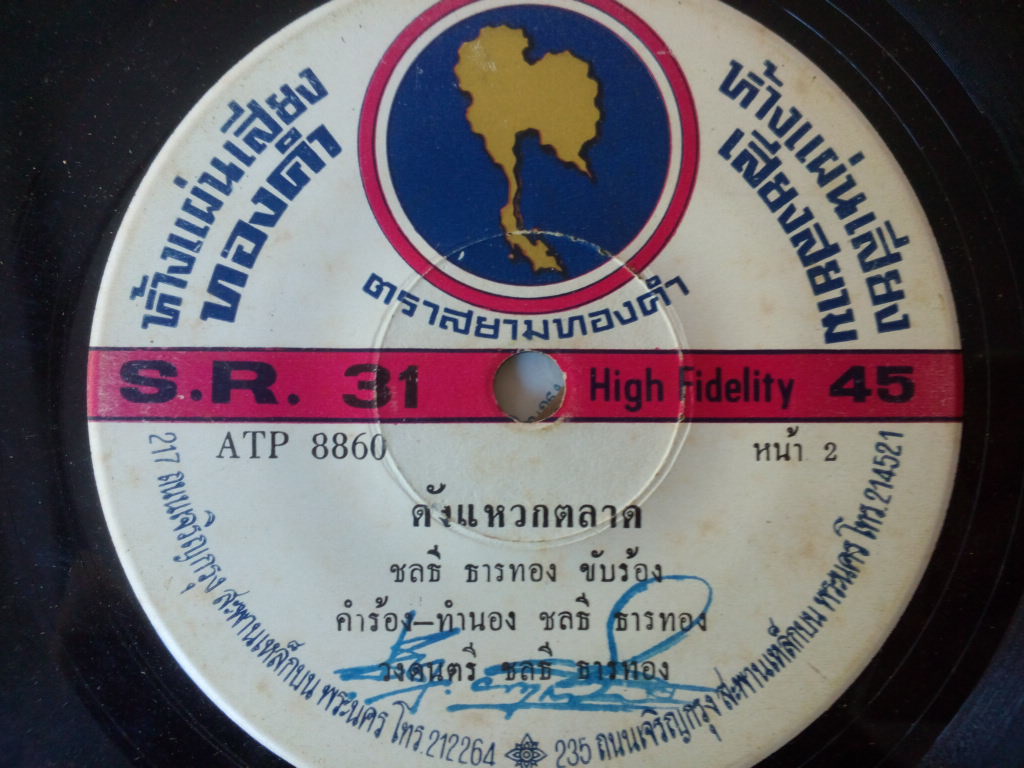 ห้างแผ่นเสียง
ทองคำ
ห้างแผ่นเสียง
เสียงสยาม
ตราสยามทองคำ
S.R. 31 High Fidelity 45
ATP 8860 หน้า 2
ดังแหวกตลาด
ชลธี ธารทอง ขับร้อง
คำร้อง-ทำนอง ชลธี ธารทอง
วงดนตรี ชลธี ธารทอง
217 ถนนเจริญกรุง สะพานเหล็กบน พระนคร โทร.212264
235 ถนนเจริญกรุง สะพานเหล็กบน พระนคร โทร.214521